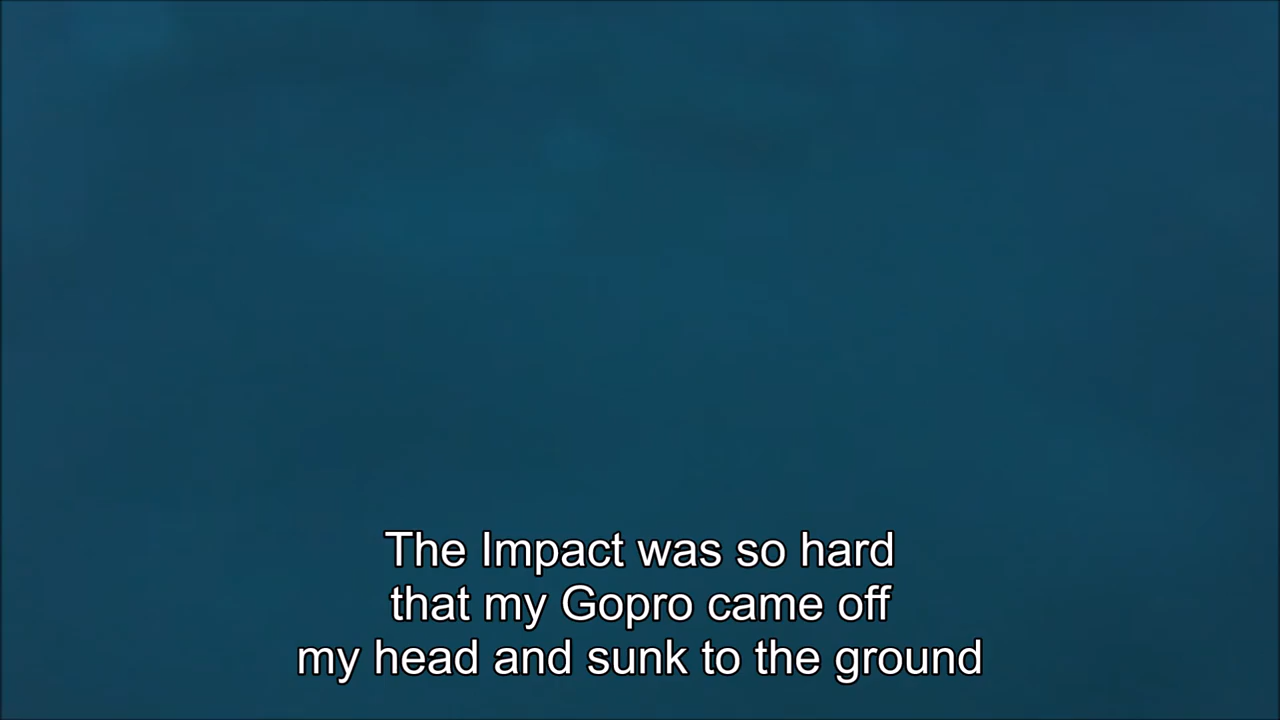 The Impact was so hard
that my Gopro came off
my head and sunk to the ground